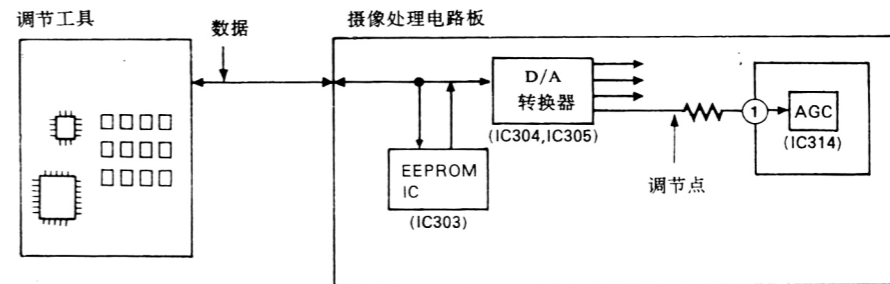 调节工具
数据
摄像处理电路板
D/A
转换器
(IC304,IC305)
EEPROM
IC
(IC303)
调节点
1
AGC
(IC314)